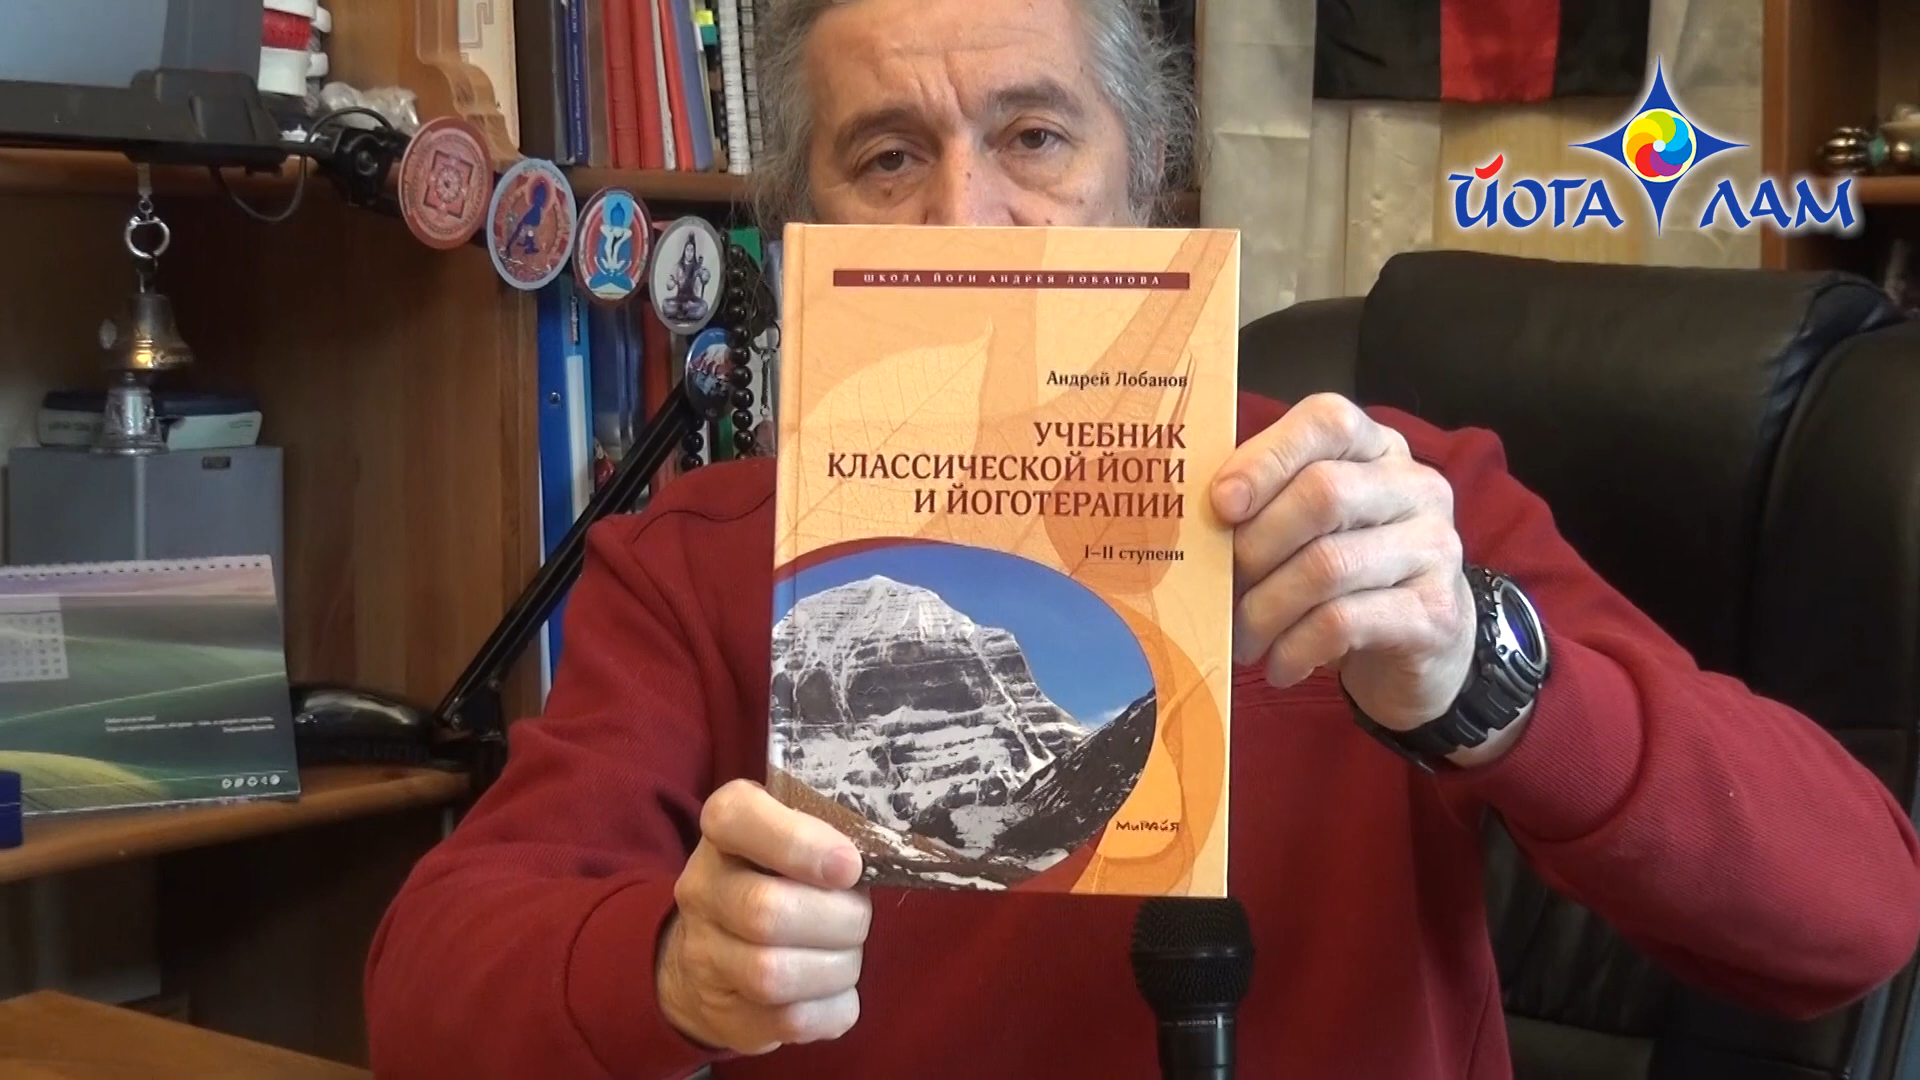 ЙОГА ЛАМ
ШКОЛА ЙОГИ АНДРЕЯ ЛОБАНОВА
Андрей Лобанов
УЧЕБНИК
КЛАССИЧЕСКОЙ ЙОГИ
И ЙОГОТЕРАПИИ
I–II ступени
МиРАйЯ